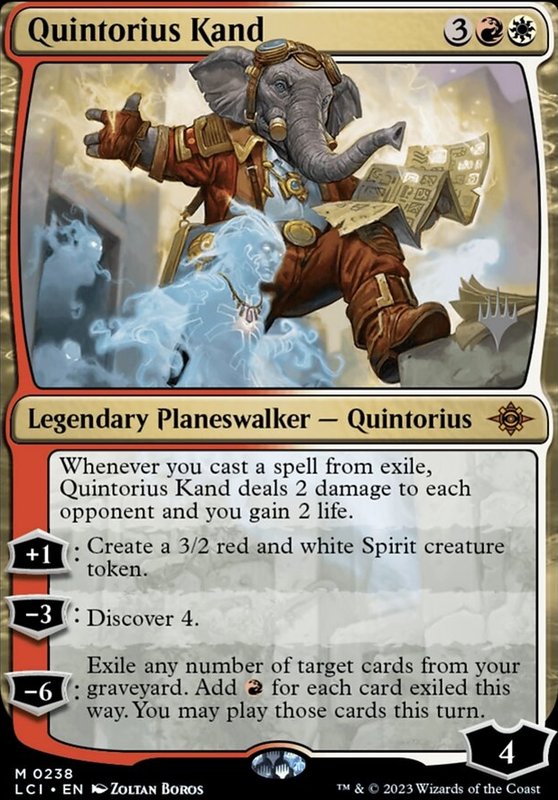 Quintorius Kand 3
Legendary Planeswalker — Quintorius
Whenever you cast a spell from exile,
Quintorius Kand deals 2 damage to each
opponent and you gain 2 life.
+1 : Create a 3/2 red and white Spirit creature
token.
−3 : Discover 4.
Exile any number of target cards from your
−6 : graveyard. Add for each card exiled this
way. You may play those cards this turn.
4
M 0238
LCI • EN Zoltan Boros
™ & © 2023 Wizards of the Coast